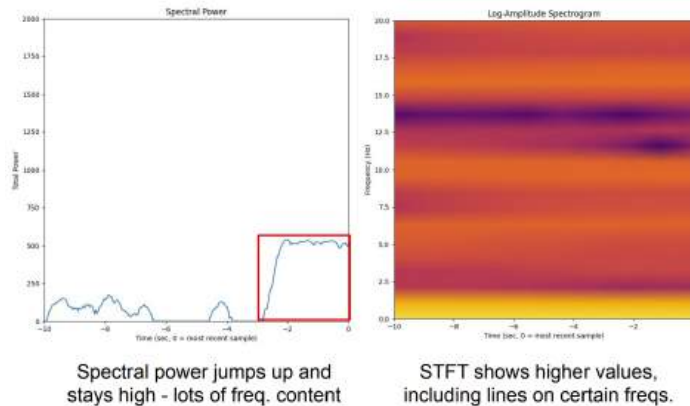 Spectral Power
Log-Amplitude Spectrogram
2000
1750
1500
1250
1000
750
500
250
0
Total Power
−10
−8
−6
−4
−2
0
Time (sec, 0 = most recent sample)
20.0
17.5
15.0
12.5
10.0
7.5
5.0
2.5
0.0
Frequency (Hz)
−10
−8
−6
−4
−2
Time (sec, 0 = most recent sample)
Spectral power jumps up and
stays high - lots of freq. content
STFT shows higher values,
including lines on certain freqs.